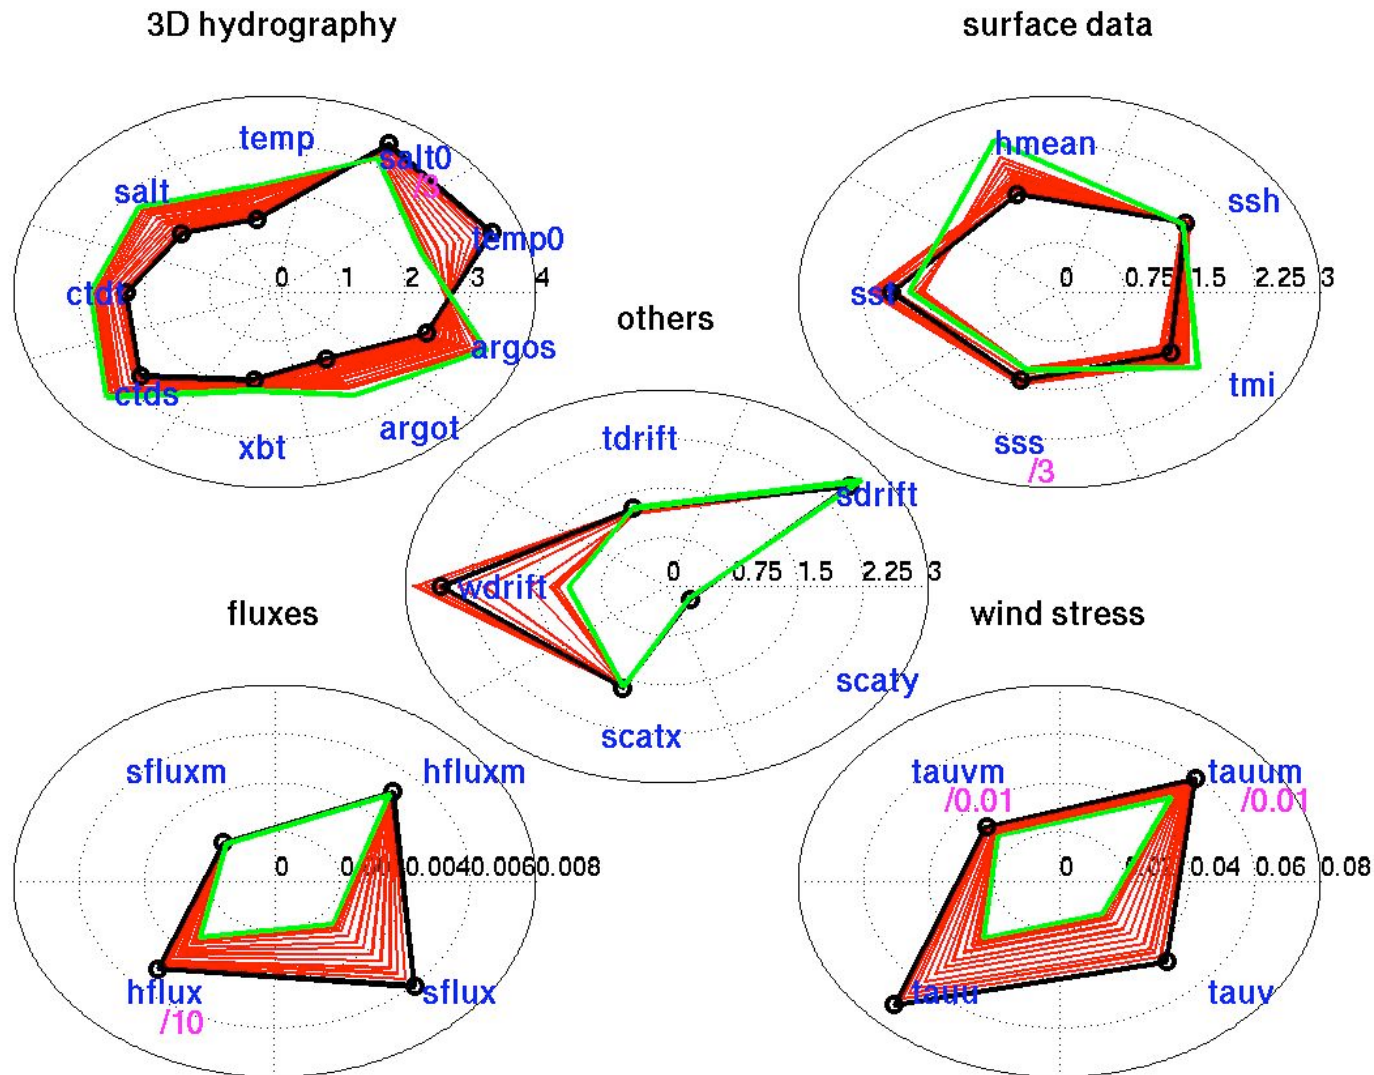 3D hydrography
surface data
temp
salt0
/3
salt
temp0
ctdt
0 1 2 3 4
argos
ctds
argot
xbt
hmean
ssh
sst
0 0.75 1.5 2.25 3
tmi
sss
/3
others
tdrift
sdrift
wdrift
0 0.75 1.5 2.25 3
scaty
scatx
fluxes
wind stress
sfluxm
hfluxm
0 0.002 0.004 0.006 0.008
hflux
/10
sflux
tauvm
/0.01
tauum
/0.01
0 0.02 0.04 0.06 0.08
tauu
tauv